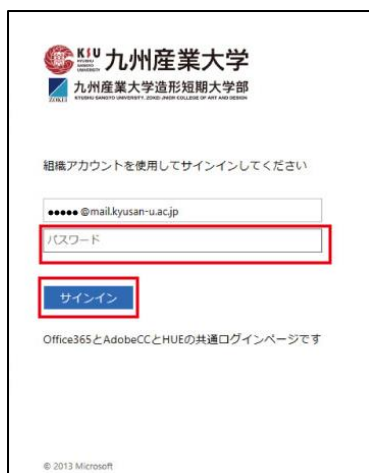 KSU 九州産業大学
KYUSHU SANGYO UNIVERSITY
九州産業大学造形短期大学部
ZOKEI KYUSHU SANGYO UNIVERSITY, ZOKEI JUNIOR COLLEGE OF ART AND DESIGN
組織アカウントを使用してサインインしてください
●●●●● @mail.kyusan-u.ac.jp
パスワード
サインイン
Office365とAdobeCCとHUEの共通ログインページです
© 2013 Microsoft